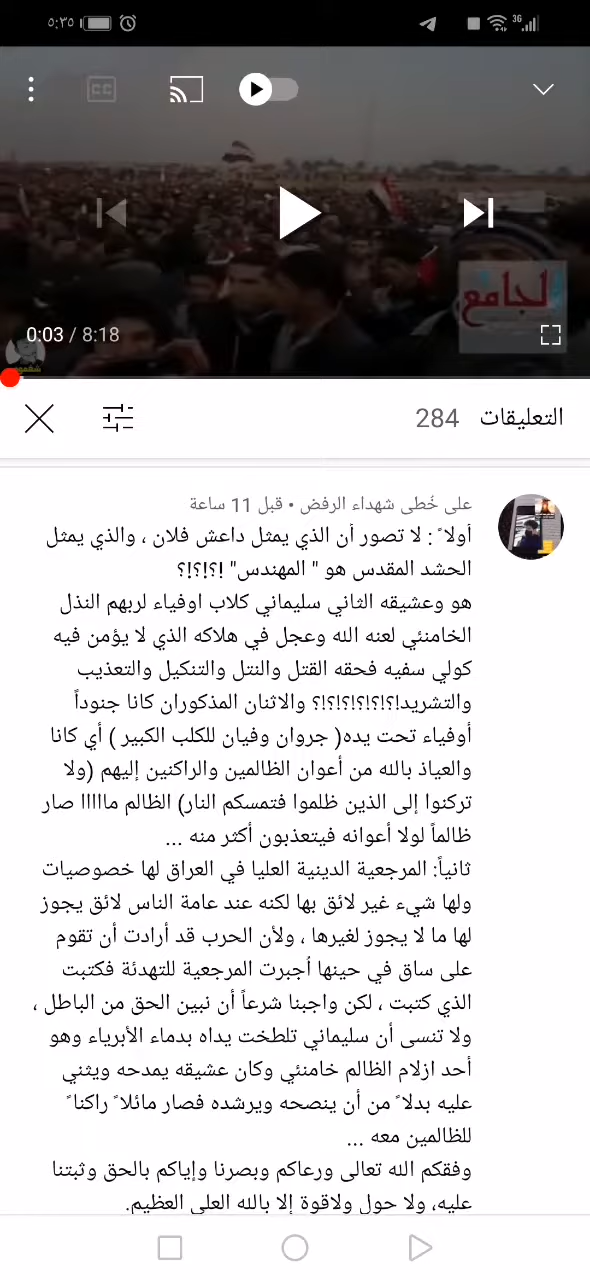 ٥:٣٥
3G
CC
الجامع
0:03 / 8:18
التعليقات 284
على خُطى شهداء الرفض • قبل 11 ساعة
أولا ً : لا تصور أن الذي يمثل داعش فلان ، والذي يمثل
الحشد المقدس هو " المهندس" !؟!؟!؟
هو وعشيقه الثاني سليماني كلاب اوفياء لربهم النذل
الخامنئي لعنه الله وعجل في هلاكه الذي لا يؤمن فيه
كولي سفيه فحقه القتل والنتل والتنكيل والتعذيب
والتشريد!؟!؟!؟!؟!؟!؟ والاثنان المذكوران كانا جنوداً
أوفياء تحت يده( جروان وفيان للكلب الكبير ) أي كانا
والعياذ بالله من أعوان الظالمين والراكنين إليهم (ولا
تركنوا إلى الذين ظلموا فتمسكم النار) الظالم مااااا صار
ظالماً لولا أعوانه فيتعذبون أكثر منه ...
ثانياً: المرجعية الدينية العليا في العراق لها خصوصيات
ولها شيء غير لائق بها لكنه عند عامة الناس لائق يجوز
لها ما لا يجوز لغيرها ، ولأن الحرب قد أرادت أن تقوم
على ساق في حينها اُجبرت المرجعية للتهدئة فكتبت
الذي كتبت ، لكن واجبنا شرعاً أن نبين الحق من الباطل ،
ولا تنسى أن سليماني تلطخت يداه بدماء الأبرياء وهو
أحد ازلام الظالم خامنئي وكان عشيقه يمدحه ويثني
عليه بدلا ً من أن ينصحه ويرشده فصار مائلا ً راكنا ً
للظالمين معه ...
وفقكم الله تعالى ورعاكم وبصرنا وإياكم بالحق وثبتنا
عليه، ولا حول ولاقوة إلا بالله العلي العظيم.